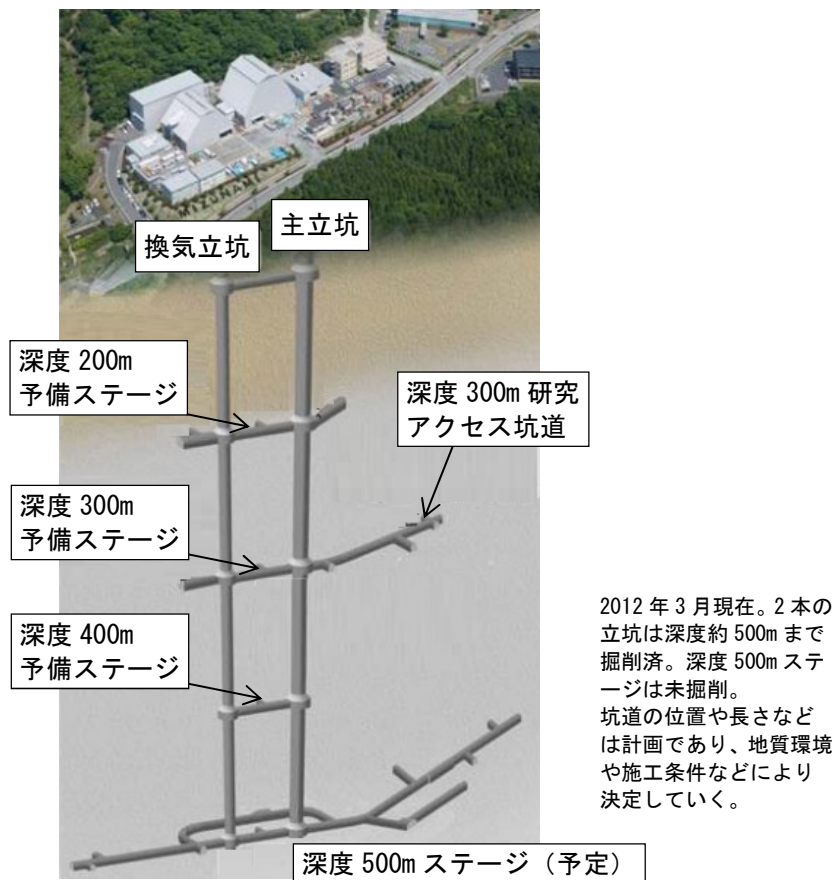 MIZUNAMI
換気立坑
主立坑
深度 200m
予備ステージ
深度 300m 研究
アクセス坑道
深度 300m
予備ステージ
深度 400m
予備ステージ
2012 年 3 月現在。2 本の
立坑は深度約 500m まで
掘削済。深度 500m ステ
ージは未掘削。
坑道の位置や長さなど
は計画であり、地質環境
や施工条件などにより
決定していく。
深度 500m ステージ（予定）